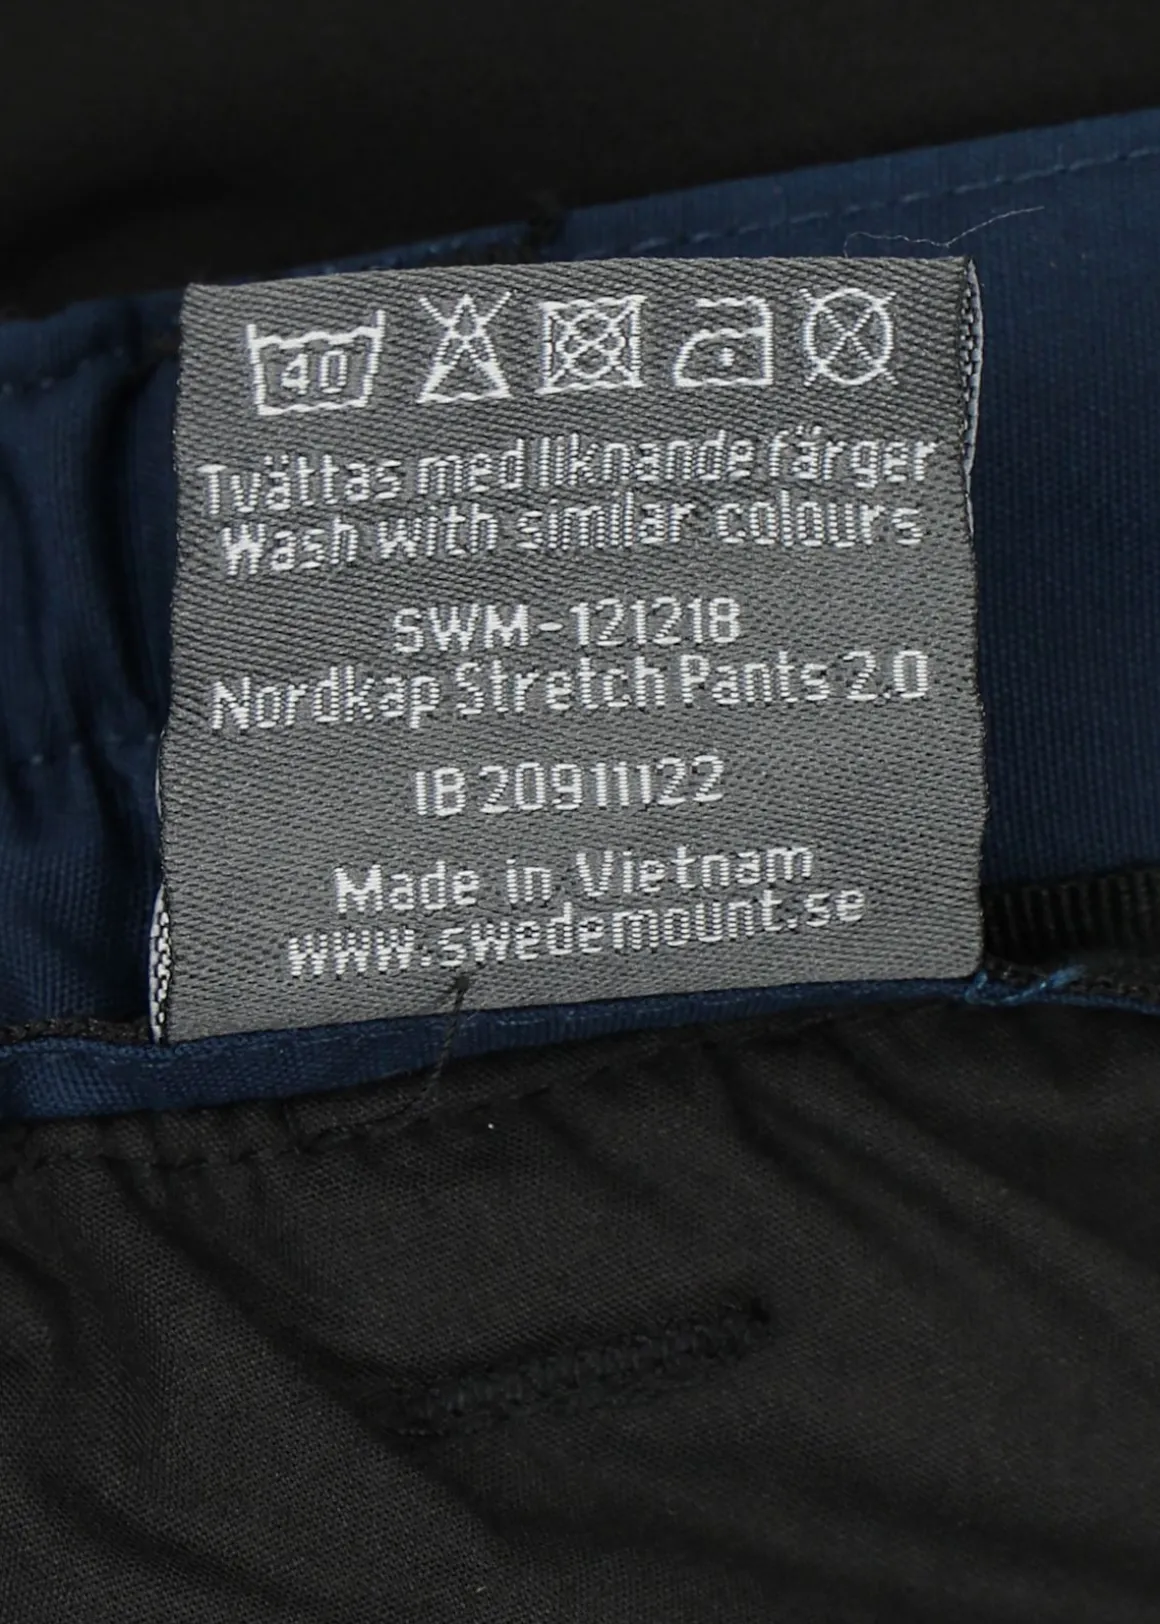 40
Tvättas med liknande färger
Wash with similar colours
SWM-121218
Nordkap Stretch Pants 2.0
IB 20911122
Made in Vietnam
www.swedemount.se